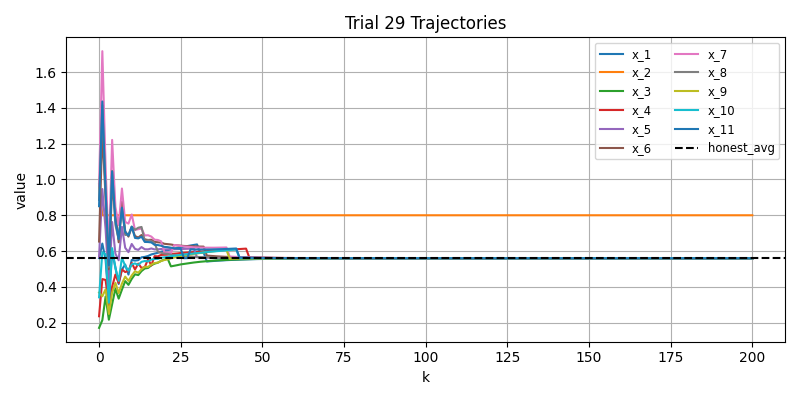 Trial 29 Trajectories
value
1.6
1.4
1.2
1.0
0.8
0.6
0.4
0.2
x_1
x_2
x_3
x_4
x_5
x_6
x_7
x_8
x_9
x_10
x_11
honest_avg
0 25 50 75 100 125 150 175 200
k